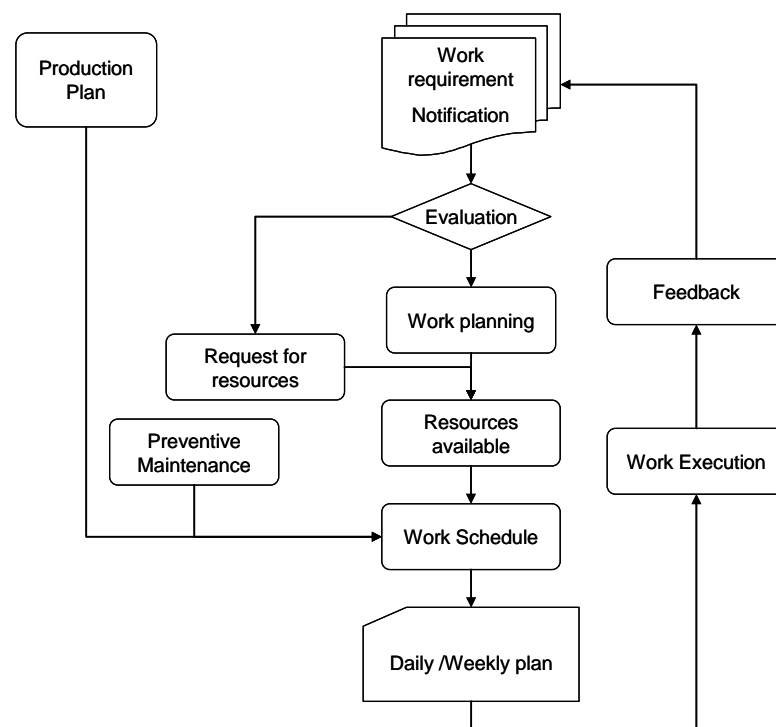 Production
Plan
Work
requirement
Notification
Evaluation
Work planning
Feedback
Request for
resources
Resources
available
Preventive
Maintenance
Work Execution
Work Schedule
Daily /Weekly plan